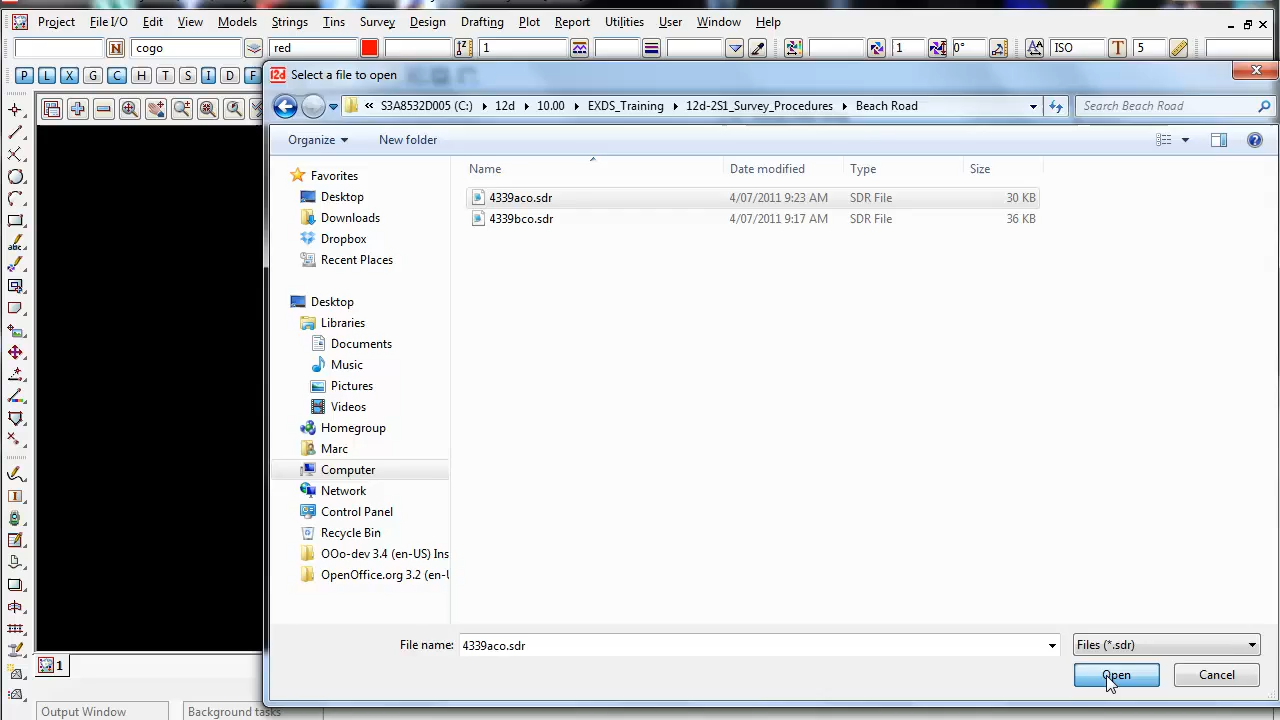 Project File I/O Edit View Models Strings Tins Survey Design Drafting Plot Report Utilities User Window Help
N cogo red 1 1 0° ISO T 5
P L X G C H T S I D F
12d Select a file to open
« S3A8532D005 (C:) 12d 10.00 EXDS_Training 12d-2S1_Survey_Procedures Beach Road Search Beach Road
Organize New folder
Name Date modified Type Size
Favorites
4339aco.sdr 4/07/2011 9:23 AM SDR File 30 KB
Desktop
4339bco.sdr 4/07/2011 9:17 AM SDR File 36 KB
Downloads
Dropbox
Recent Places
Desktop
Libraries
Documents
Music
Pictures
Videos
Homegroup
Marc
Computer
Network
Control Panel
Recycle Bin
OOo-dev 3.4 (en-US) Ins
OpenOffice.org 3.2 (en-U
File name: 4339aco.sdr Files (*.sdr)
1
Open Cancel
Output Window Background tasks